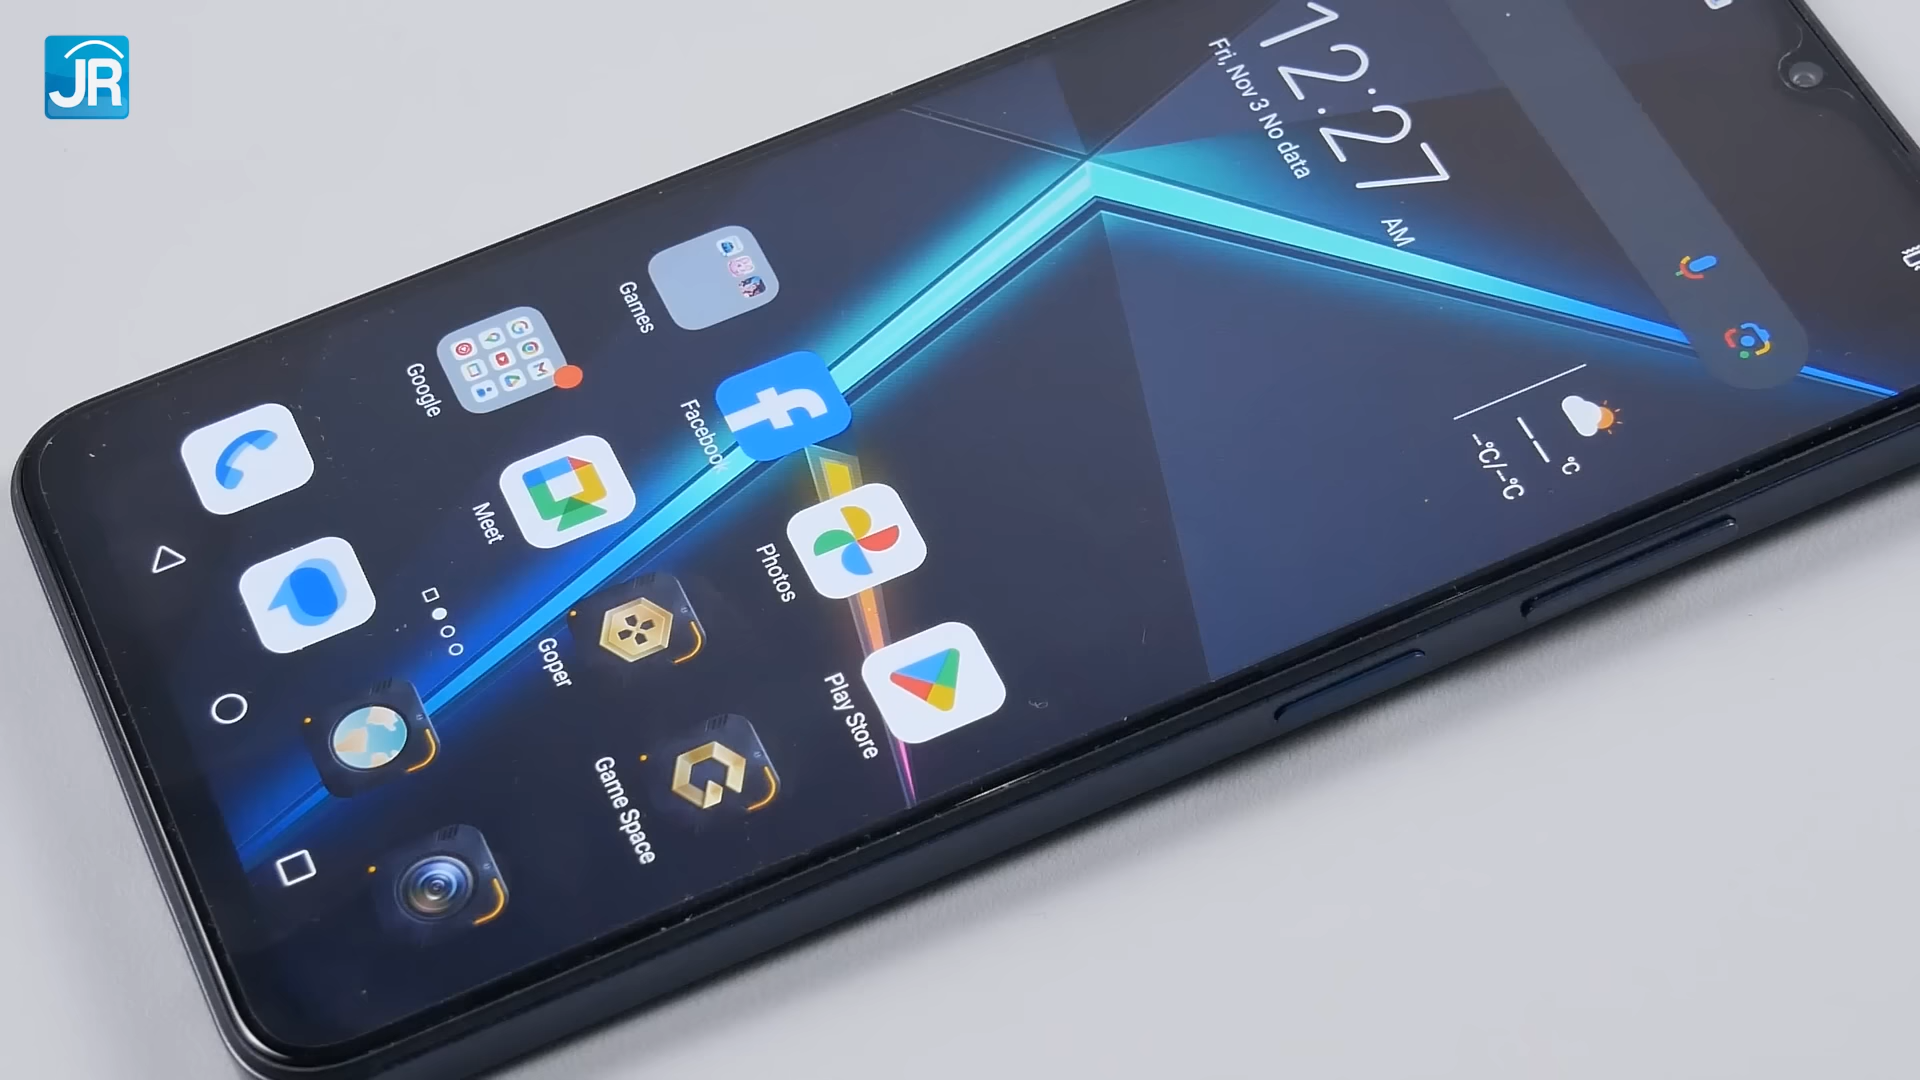 JR
12:27
AM
Fri, Nov 3 No data
--°C
--°C/--°C
Games
Google
Facebook
Meet
Photos
Goper
Play Store
Game Space